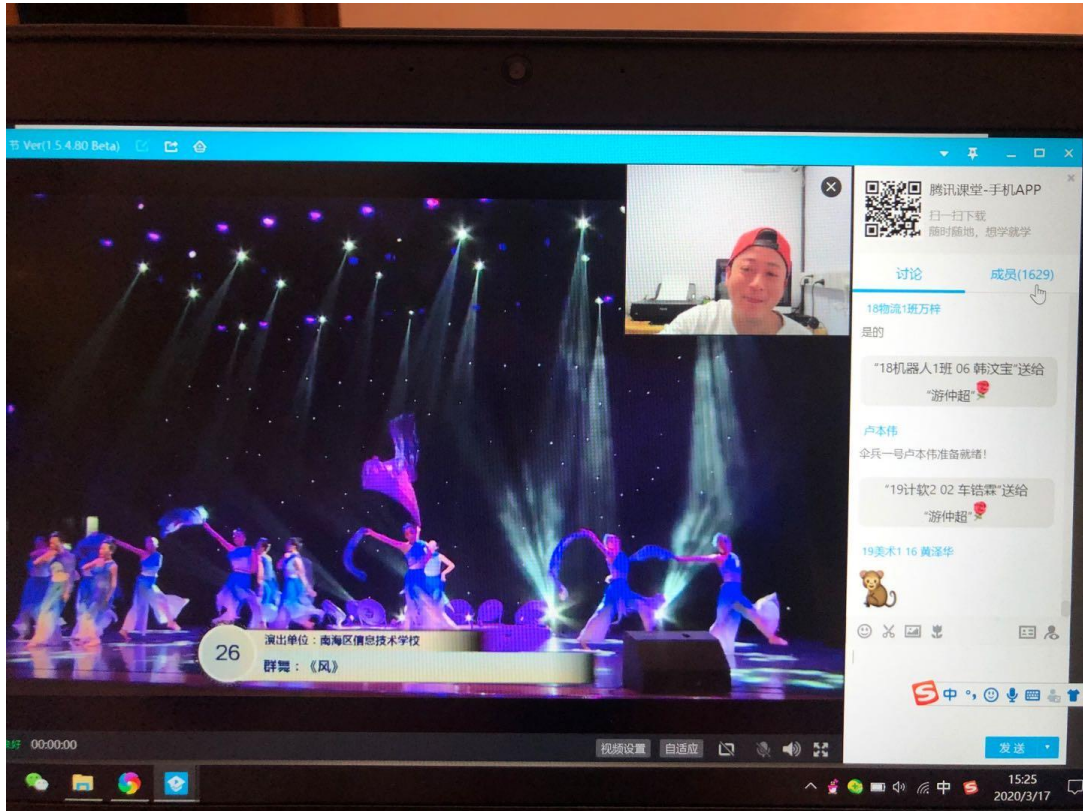 Ver(1.5.4.80 Beta)
腾讯课堂-手机APP
扫一扫下载
随时随地，想学就学
讨论
成员(1629)
18物流1班万梓
是的
"18机器人1班 06 韩汶宝"送给
"游仲超"
卢本伟
伞兵一号卢本伟准备就绪！
"19计软2 02 车锆霖"送给
"游仲超"
19美术1 16 黄泽华
26
演出单位：南海区信息技术学校
群舞：《风》
中
00:00:00
视频设置
自适应
发送
中
15:25
2020/3/17